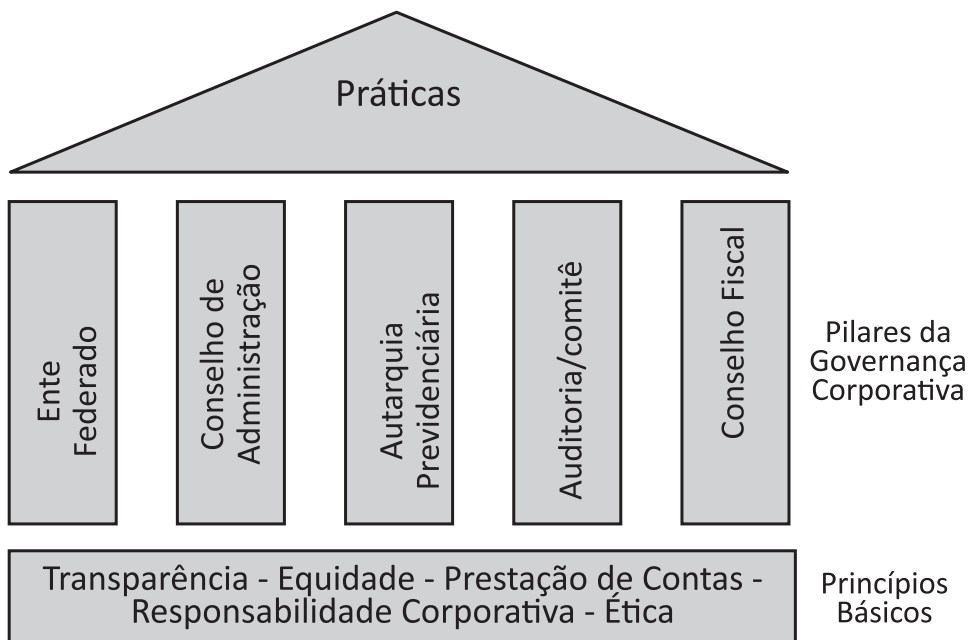 Práticas
Ente
Federado
Conselho de
Administração
Autarquia
Previdenciária
Auditoria/comitê
Conselho Fiscal
Pilares da
Governança
Corporativa
Transparência - Equidade - Prestação de Contas -
Responsabilidade Corporativa - Ética
Princípios
Básicos